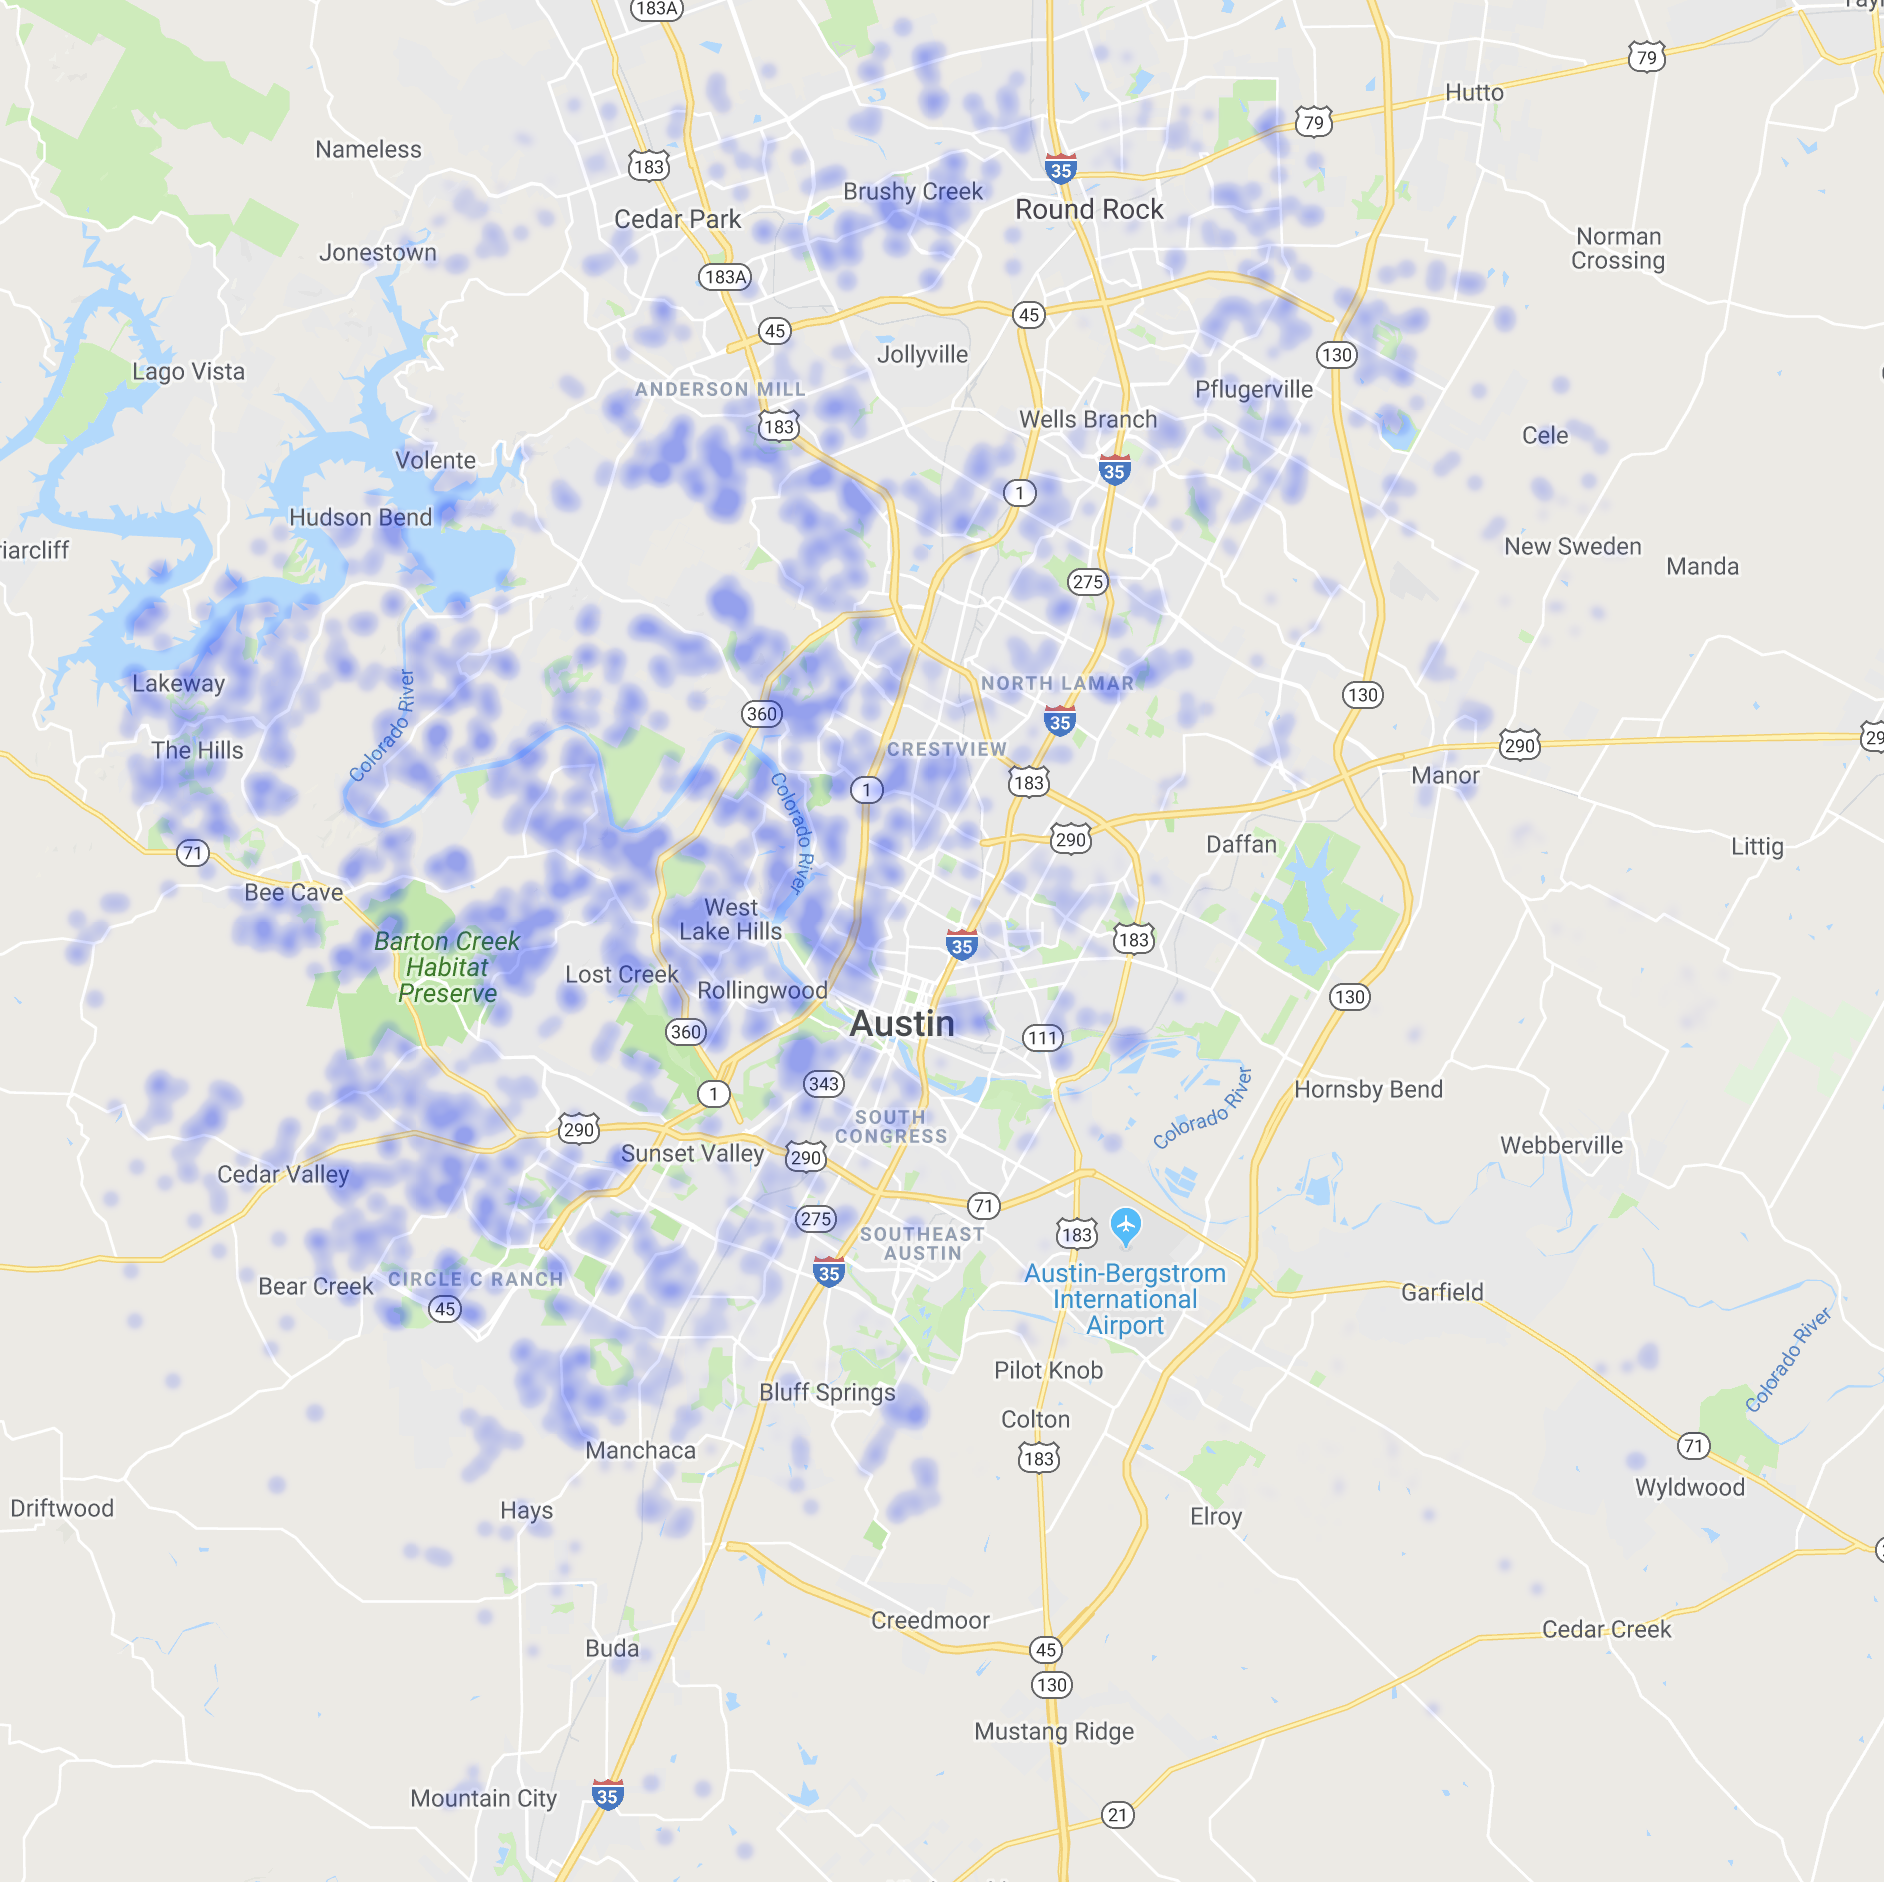 183A
79
Hutto
79
Nameless
183
35
Brushy Creek
Round Rock
Cedar Park
Norman
Crossing
Jonestown
183A
45
45
130
Jollyville
Lago Vista
ANDERSON MILL
Pflugerville
183
Wells Branch
Cele
Volente
35
1
Hudson Bend
New Sweden
Manda
275
Lakeway
NORTH LAMAR
130
Colorado River
360
35
The Hills
CRESTVIEW
290
Manor
183
1
Colorado River
290
Daffan
Littig
71
Bee Cave
West
Lake Hills
183
35
Barton Creek
Habitat
Preserve
Lost Creek
Rollingwood
130
Austin
360
111
343
1
Hornsby Bend
Colorado River
SOUTH
CONGRESS
290
Sunset Valley
290
Webberville
Cedar Valley
71
275
183
SOUTHEAST
AUSTIN
35
Austin-Bergstrom
International
Airport
Bear Creek
CIRCLE C RANCH
45
Garfield
Colorado River
Pilot Knob
Bluff Springs
Colton
Manchaca
183
71
Wyldwood
Driftwood
Hays
Elroy
Creedmoor
Cedar Creek
Buda
45
130
Mustang Ridge
Mountain City
35
21